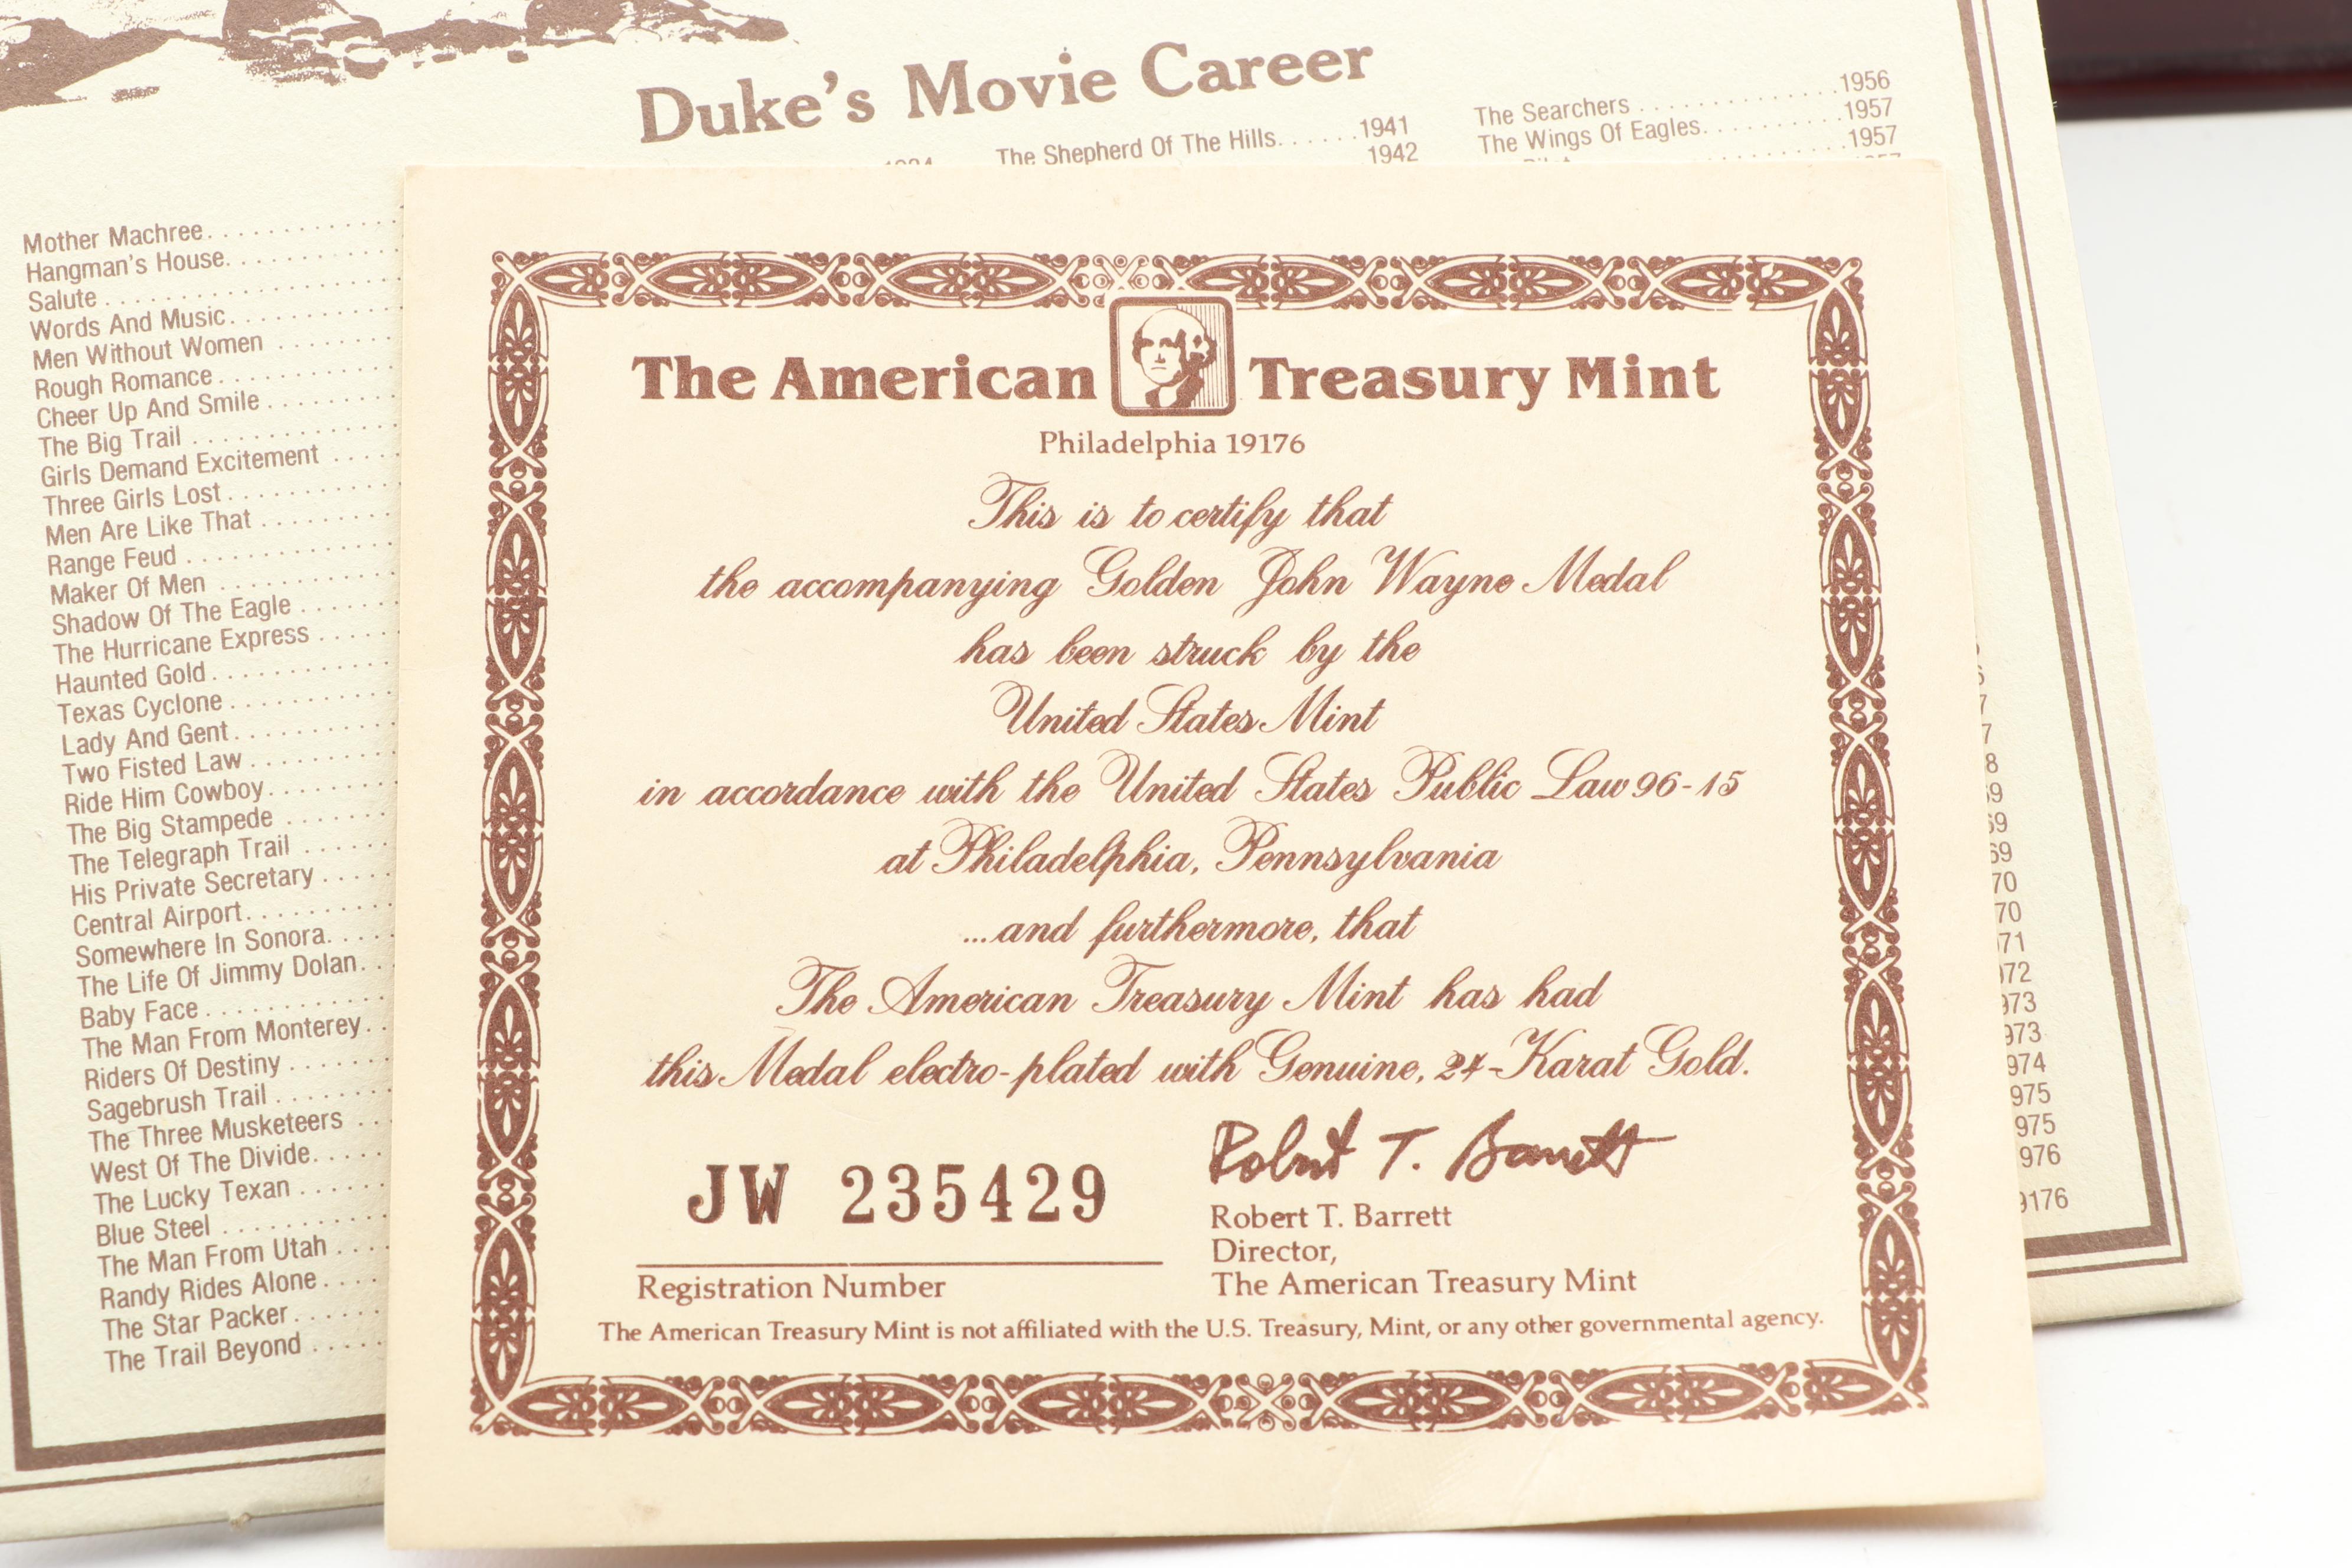 Duke's Movie Career
Mother Machree
Hangman's House
Salute
Words And Music
Men Without Women
Rough Romance
Cheer Up And Smile
The Big Trail
Girls Demand Excitement
Three Girls Lost
Men Are Like That
Range Feud
Maker Of Men
Shadow Of The Eagle
The Hurricane Express
Haunted Gold
Texas Cyclone
Lady And Gent
Two Fisted Law
Ride Him Cowboy
The Big Stampede
The Telegraph Trail
His Private Secretary
Central Airport
Somewhere In Sonora
The Life Of Jimmy Dolan
Baby Face
The Man From Monterey
Riders Of Destiny
Sagebrush Trail
The Three Musketeers
West Of The Divide
The Lucky Texan
Blue Steel
The Man From Utah
Randy Rides Alone
The Star Packer
The Trail Beyond
The Shepherd Of The Hills......1941
1942
The Searchers..............1956
The Wings Of Eagles..........1957
1957
70
70
71
972
973
973
974
975
975
976
9176
The American Treasury Mint
Philadelphia 19176
This is to certify that
the accompanying Golden John Wayne Medal
has been struck by the
United States Mint
in accordance with the United States Public Law 96-15
at Philadelphia, Pennsylvania
...and furthermore, that
The American Treasury Mint has had
this Medal electro-plated with Genuine, 24-Karat Gold.
JW 235429
Registration Number
Robert T. Barrett
Robert T. Barrett
Director,
The American Treasury Mint
The American Treasury Mint is not affiliated with the U.S. Treasury, Mint, or any other governmental agency.